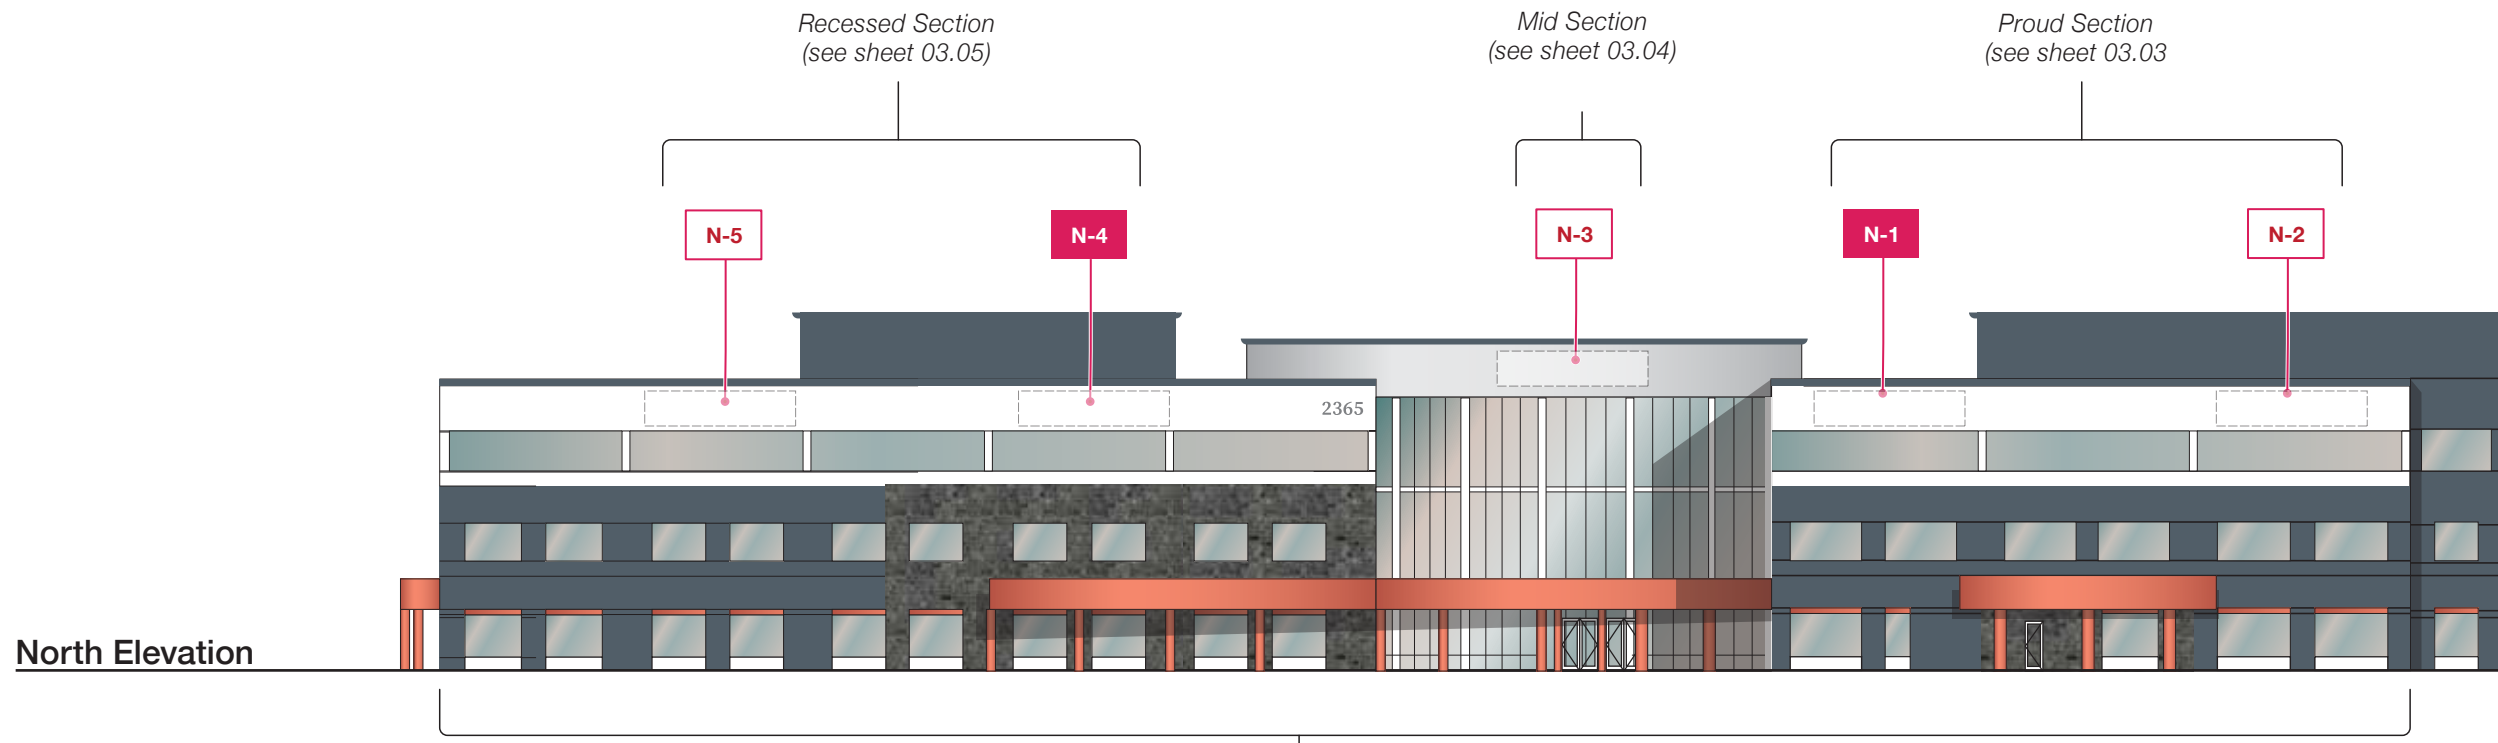 Recessed Section
(see sheet 03.05)
Mid Section
(see sheet 03.04)
Proud Section
(see sheet 03.03
N-5
N-4
N-3
N-1
N-2
2365
North Elevation